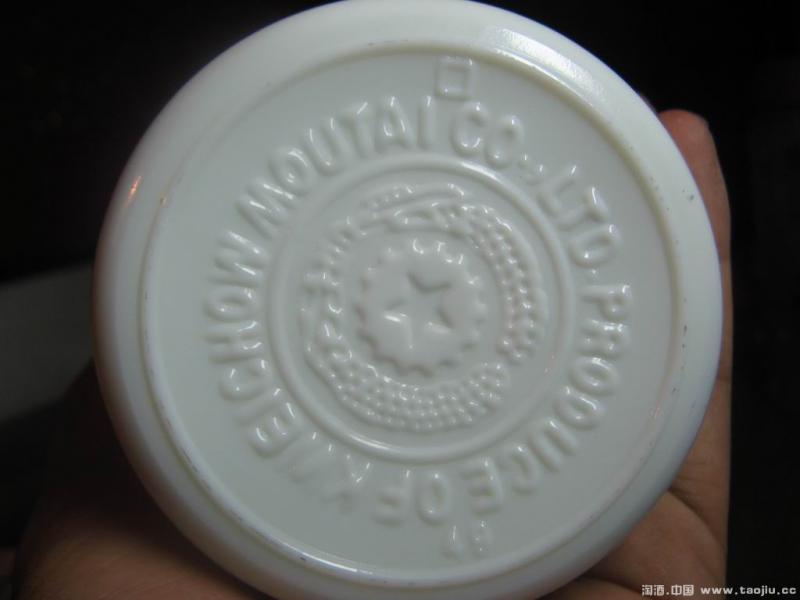 PRODUCE OF KWEICHOW MOUTAI CO.,LTD.
淘酒.中国 www.taojiu.cc